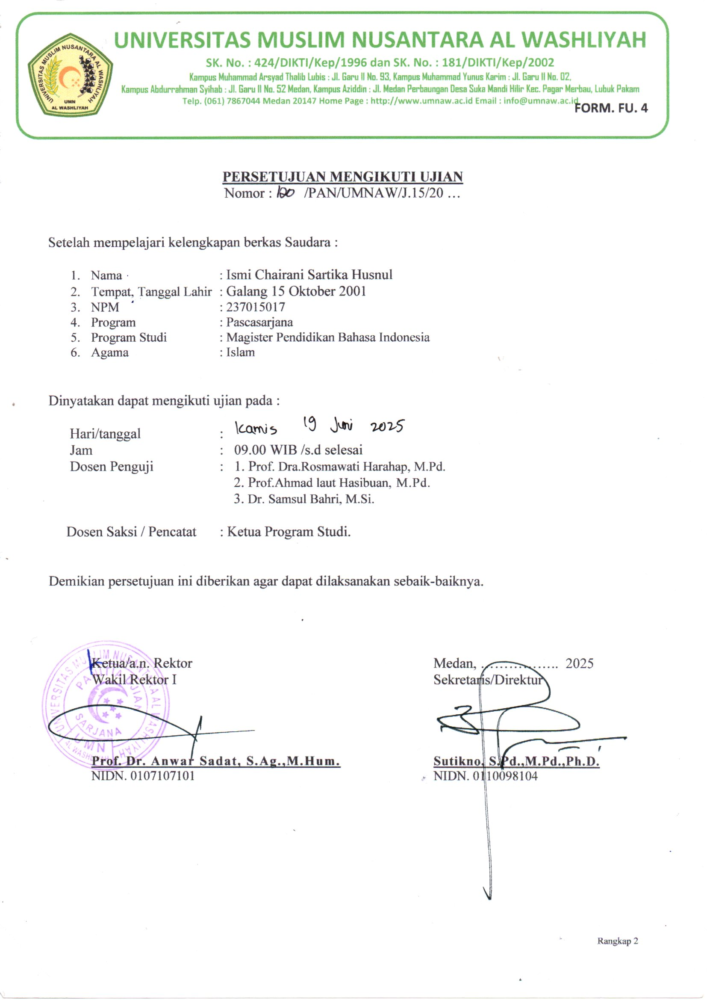 UNIVERSITAS MUSLIM NUSANTARA AL WASHLIYAH
UMN
AL WASHLIYAH
UNIVERSITAS MUSLIM NUSANTARA AL WASHLIYAH
SK. No. : 424/DIKTI/Kep/1996 dan SK. No. : 181/DIKTI/Kep/2002
Kampus Muhammad Arsyad Thalib Lubis : Jl. Garu II No. 93, Kampus Muhammad Yunus Karim : Jl. Garu II No. 02,
Kampus Abdurrahman Syihab : Jl. Garu II No. 52 Medan, Kampus Aziddin : Jl. Medan Perbaungan Desa Suka Mandi Hilir Kec. Pagar Merbau, Lubuk Pakam
Telp. (061) 7867044 Medan 20147 Home Page : http://www.umnaw.ac.id Email : info@umnaw.ac.id
FORM. FU. 4
PERSETUJUAN MENGIKUTI UJIAN
Nomor : 120 /PAN/UMNAW/J.15/20 ...
Setelah mempelajari kelengkapan berkas Saudara :
1. Nama : Ismi Chairani Sartika Husnul
2. Tempat, Tanggal Lahir : Galang 15 Oktober 2001
3. NPM : 237015017
4. Program : Pascasarjana
5. Program Studi : Magister Pendidikan Bahasa Indonesia
6. Agama : Islam
Dinyatakan dapat mengikuti ujian pada :
Hari/tanggal : Kamis 19 Juni 2025
Jam : 09.00 WIB /s.d selesai
Dosen Penguji : 1. Prof. Dra.Rosmawati Harahap, M.Pd.
2. Prof.Ahmad laut Hasibuan, M.Pd.
3. Dr. Samsul Bahri, M.Si.
Dosen Saksi / Pencatat : Ketua Program Studi.
Demikian persetujuan ini diberikan agar dapat dilaksanakan sebaik-baiknya.
Ketua/a.n. Rektor
Wakil Rektor I
UNIVERSITAS MUSLIM NUSANTARA AL WASHLIYAH
PANITIA UJIAN
SARJANA
UMN
AL WASHLIYAH
Prof. Dr. Anwar Sadat, S.Ag.,M.Hum.
NIDN. 0107107101
Medan, ................. 2025
Sekretaris/Direktur
Sutikno, S.Pd.,M.Pd.,Ph.D.
NIDN. 0110098104
Rangkap 2